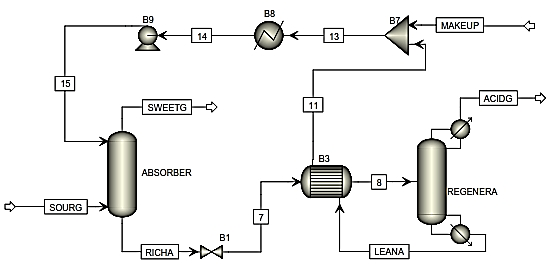 B9
B8
B7
MAKEUP
14
13
15
SWEETG
11
ACIDG
ABSORBER
B3
8
REGENERA
SOURG
7
B1
RICHA
LEANA